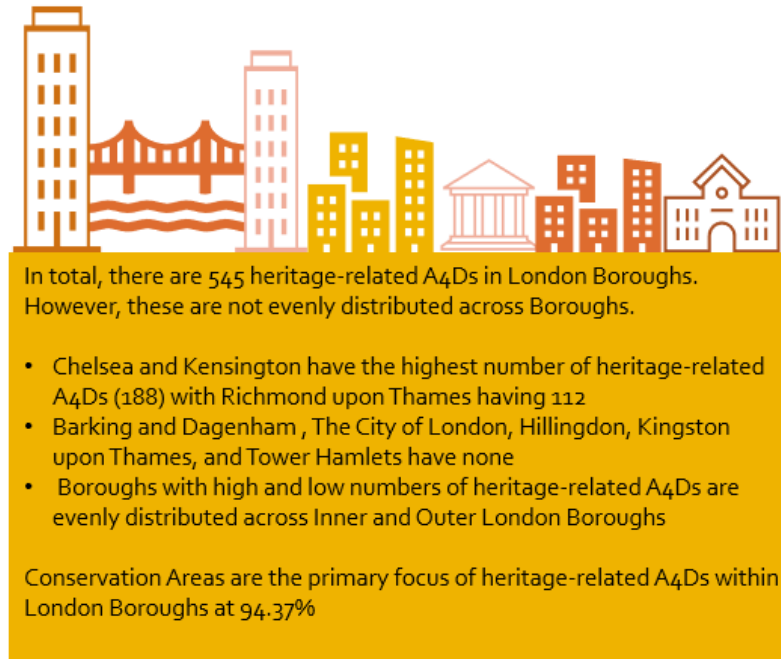 In total, there are 545 heritage-related A4Ds in London Boroughs.
However, these are not evenly distributed across Boroughs.
• Chelsea and Kensington have the highest number of heritage-related
A4Ds (188) with Richmond upon Thames having 112
• Barking and Dagenham , The City of London, Hillingdon, Kingston
upon Thames, and Tower Hamlets have none
• Boroughs with high and low numbers of heritage-related A4Ds are
evenly distributed across Inner and Outer London Boroughs
Conservation Areas are the primary focus of heritage-related A4Ds within
London Boroughs at 94.37%